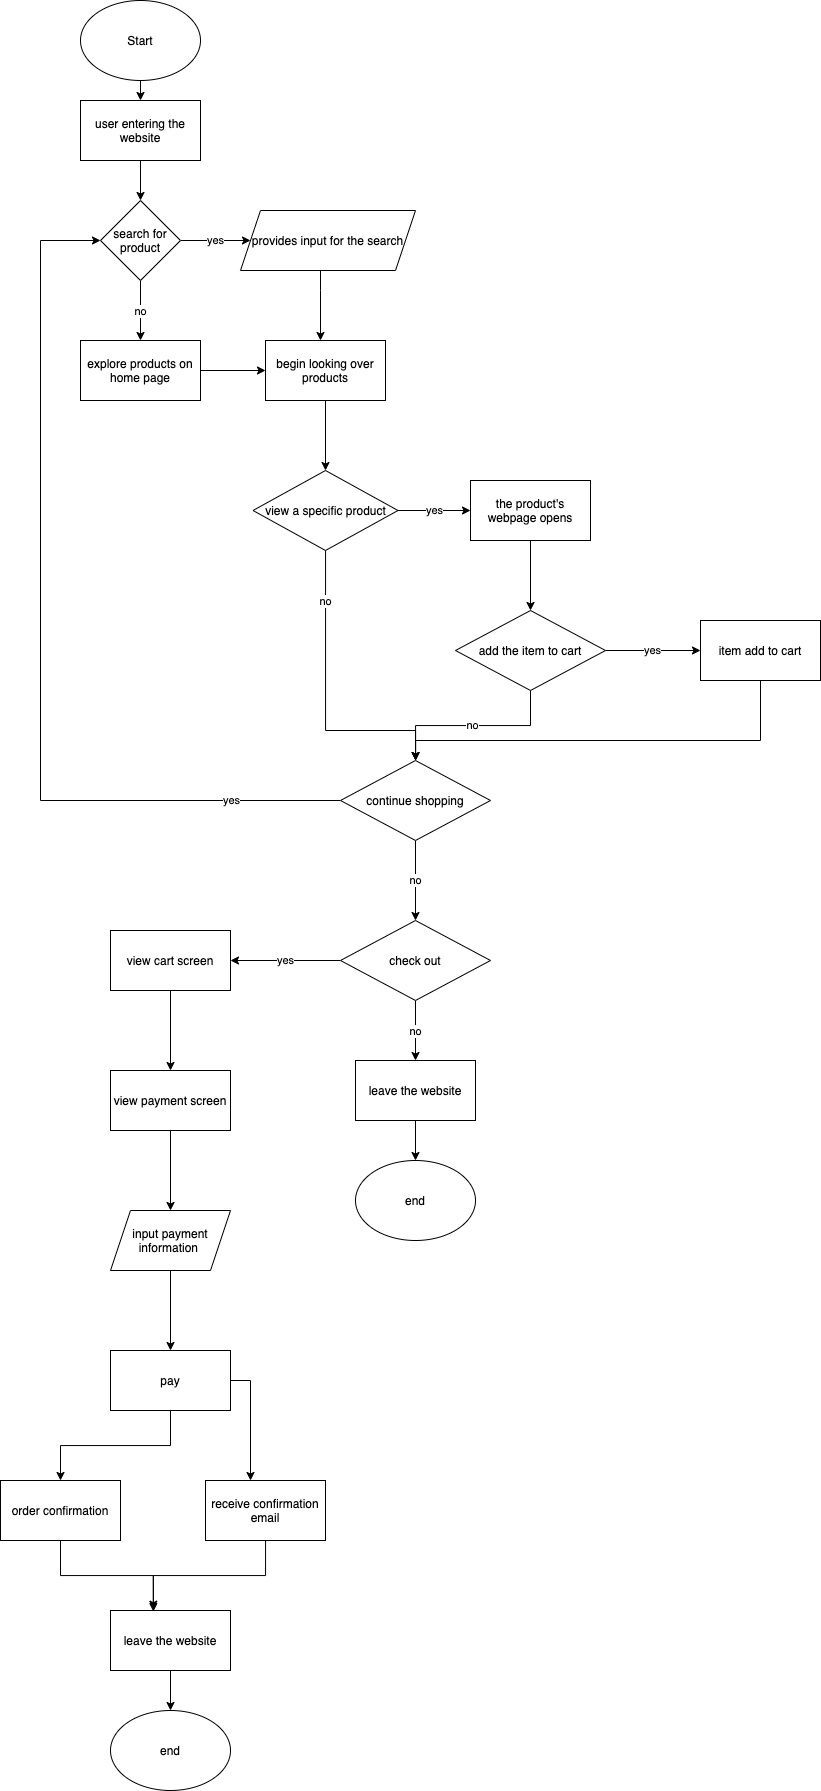 Start
user entering the
website
search for
product
yes
provides input for the search
no
explore products on
home page
begin looking over
products
view a specific product
yes
the product's
webpage opens
no
add the item to cart
yes
item add to cart
no
continue shopping
yes
no
check out
yes
view cart screen
no
leave the website
view payment screen
end
input payment
information
pay
order confirmation
receive confirmation
email
leave the website
end